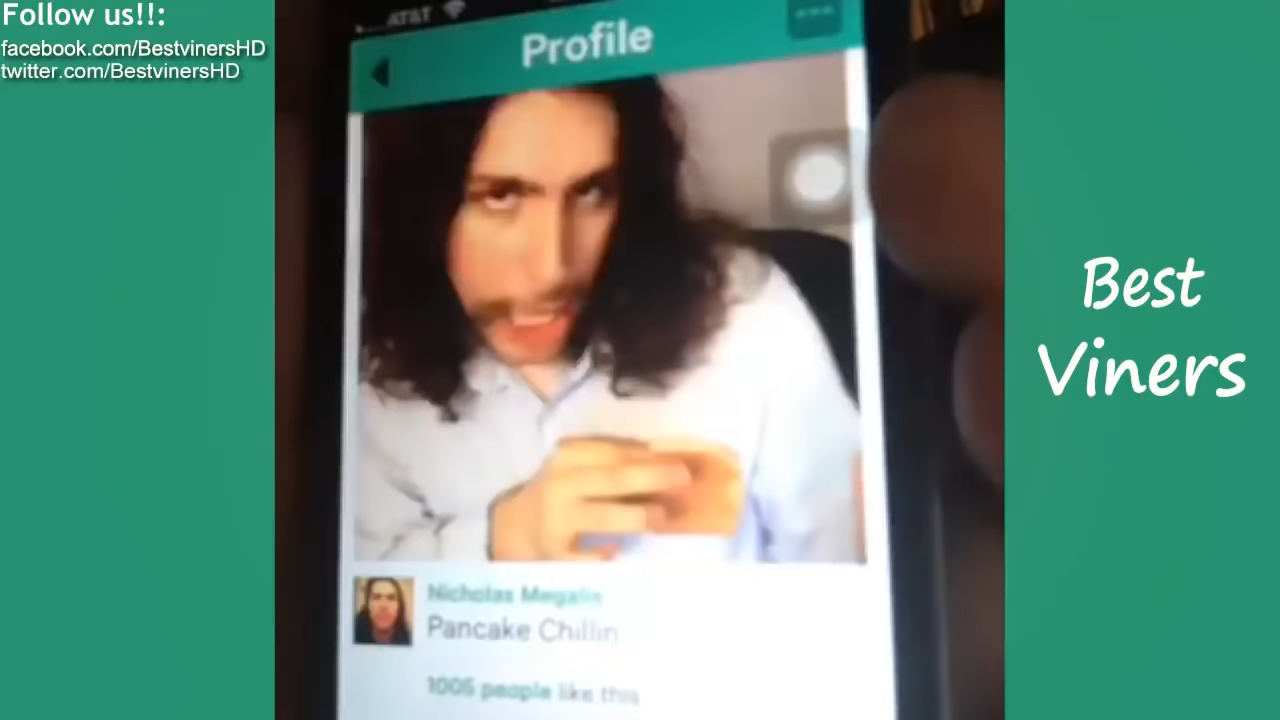 Follow us!!:
facebook.com/BestvinersHD
twitter.com/BestvinersHD
AT&T
Profile
Best
Viners
Nicholas Megalis
Pancake Chillin
1005 people like this